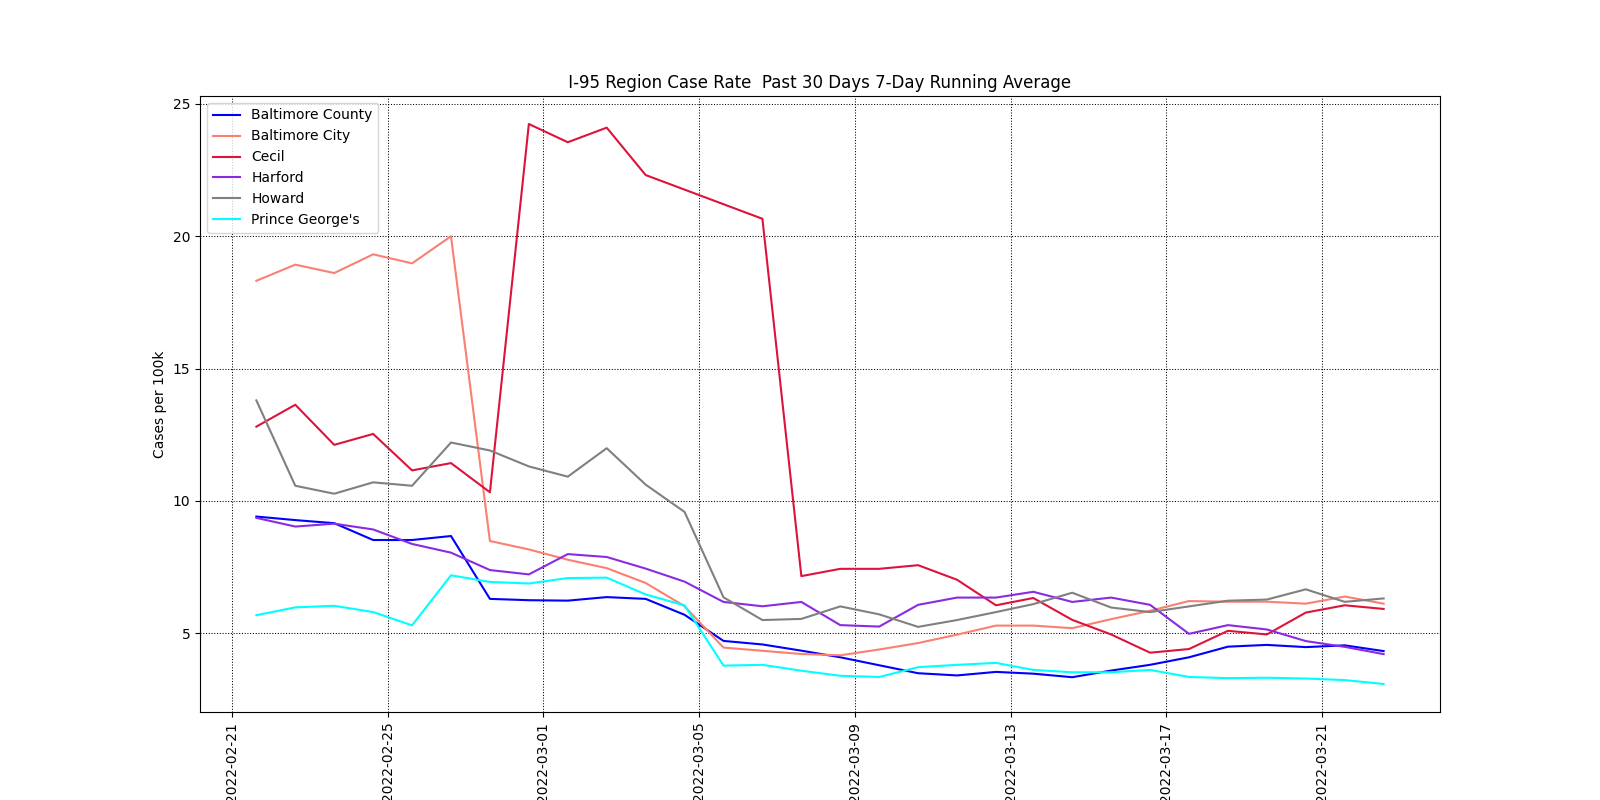 I-95 Region Case Rate  Past 30 Days 7-Day Running Average
Baltimore County
Baltimore City
Cecil
Harford
Howard
Prince George's
Cases per 100k
25
20
15
10
5
2022-02-21
2022-02-25
2022-03-01
2022-03-05
2022-03-09
2022-03-13
2022-03-17
2022-03-21